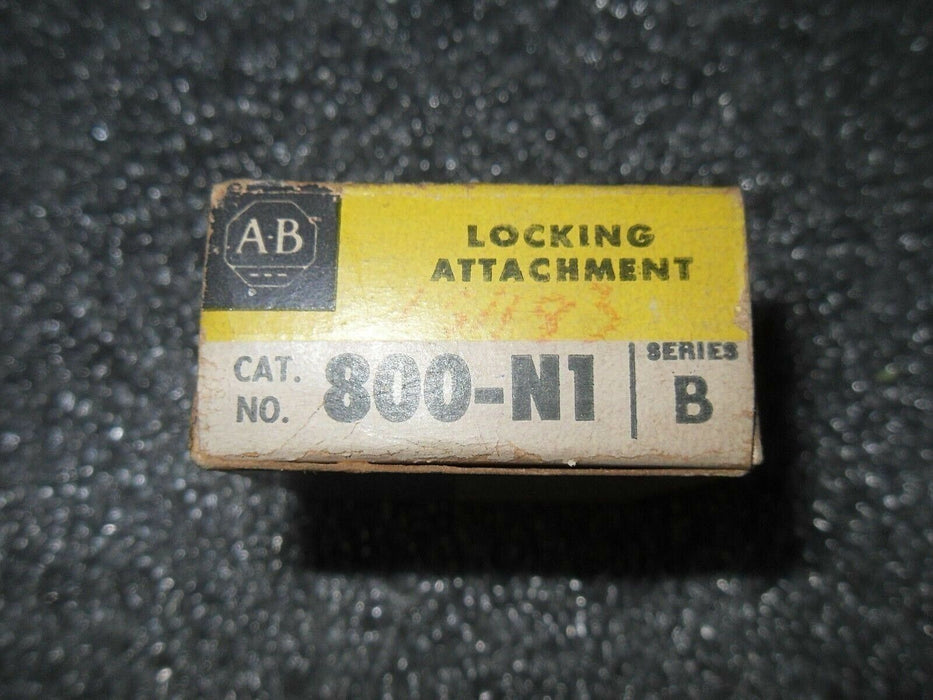 A-B
LOCKING
ATTACHMENT
CAT.
NO.
800-N1
SERIES
B